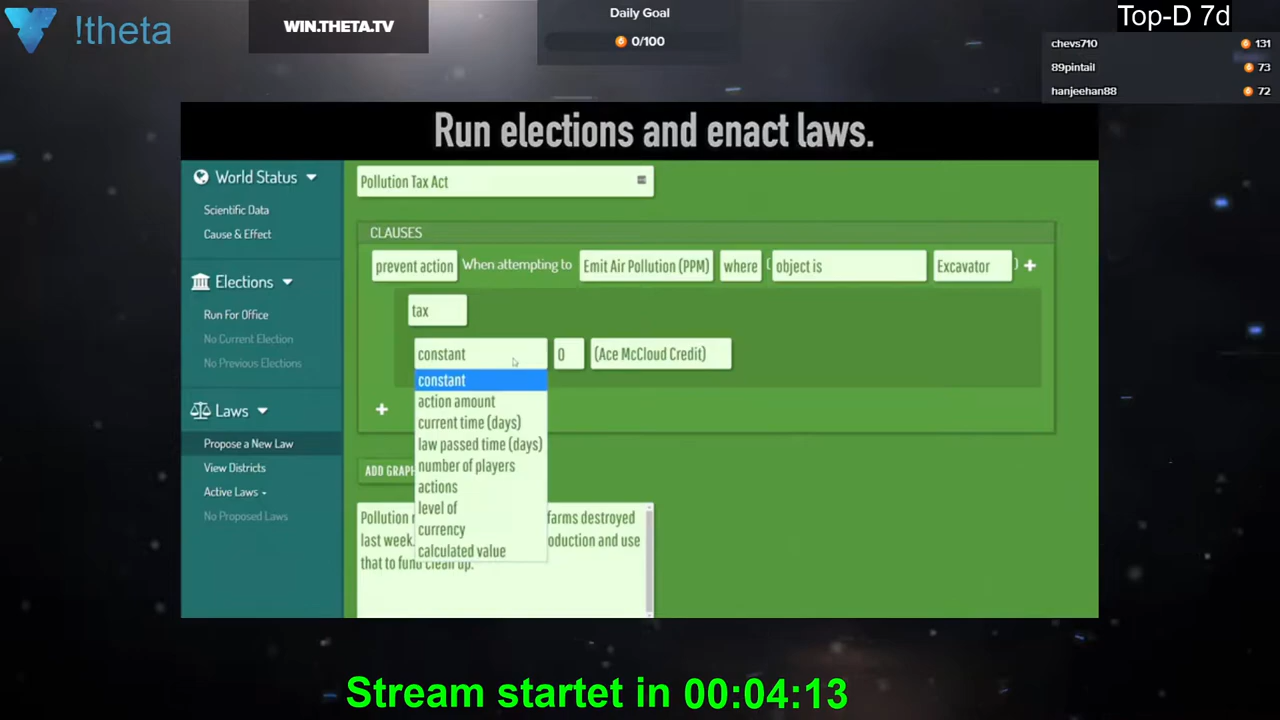 !theta
WIN.THETA.TV
Daily Goal
0/100
Top-D 7d
chevs710 131
89pintail 73
hanjeehan88 72
Run elections and enact laws.
World Status
Scientific Data
Cause & Effect
Elections
Run For Office
No Current Election
No Previous Elections
Laws
Propose a New Law
View Districts
Active Laws
No Proposed Laws
Pollution Tax Act
CLAUSES
prevent action When attempting to Emit Air Pollution (PPM) where ( object is Excavator ) +
tax
constant 0 (Ace McCloud Credit)
constant
action amount
current time (days)
law passed time (days)
number of players
actions
level of
currency
calculated value
+
ADD GRAP
Pollution farms destroyed
last week. oduction and use
that to fund clean up.
Stream startet in 00:04:13